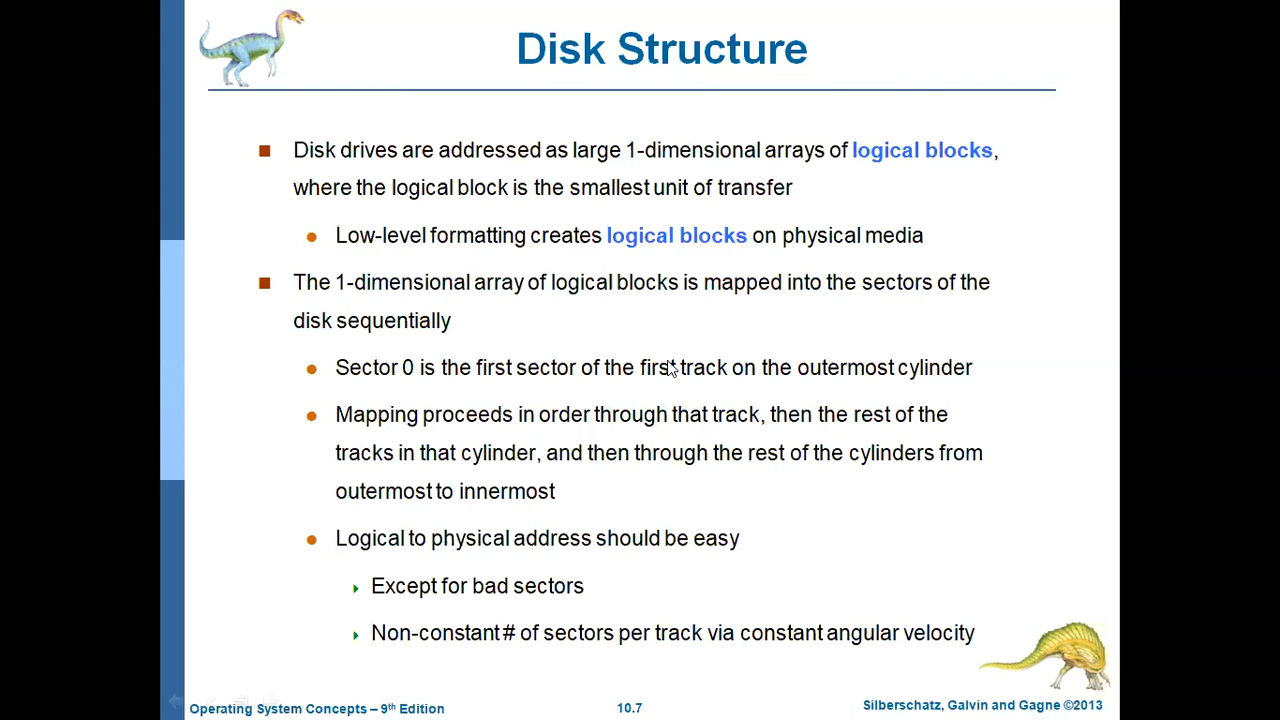 Disk Structure
Disk drives are addressed as large 1-dimensional arrays of logical blocks,
where the logical block is the smallest unit of transfer
Low-level formatting creates logical blocks on physical media
The 1-dimensional array of logical blocks is mapped into the sectors of the
disk sequentially
Sector 0 is the first sector of the first track on the outermost cylinder
Mapping proceeds in order through that track, then the rest of the
tracks in that cylinder, and then through the rest of the cylinders from
outermost to innermost
Logical to physical address should be easy
Except for bad sectors
Non-constant # of sectors per track via constant angular velocity
Operating System Concepts – 9th Edition
10.7
Silberschatz, Galvin and Gagne ©2013